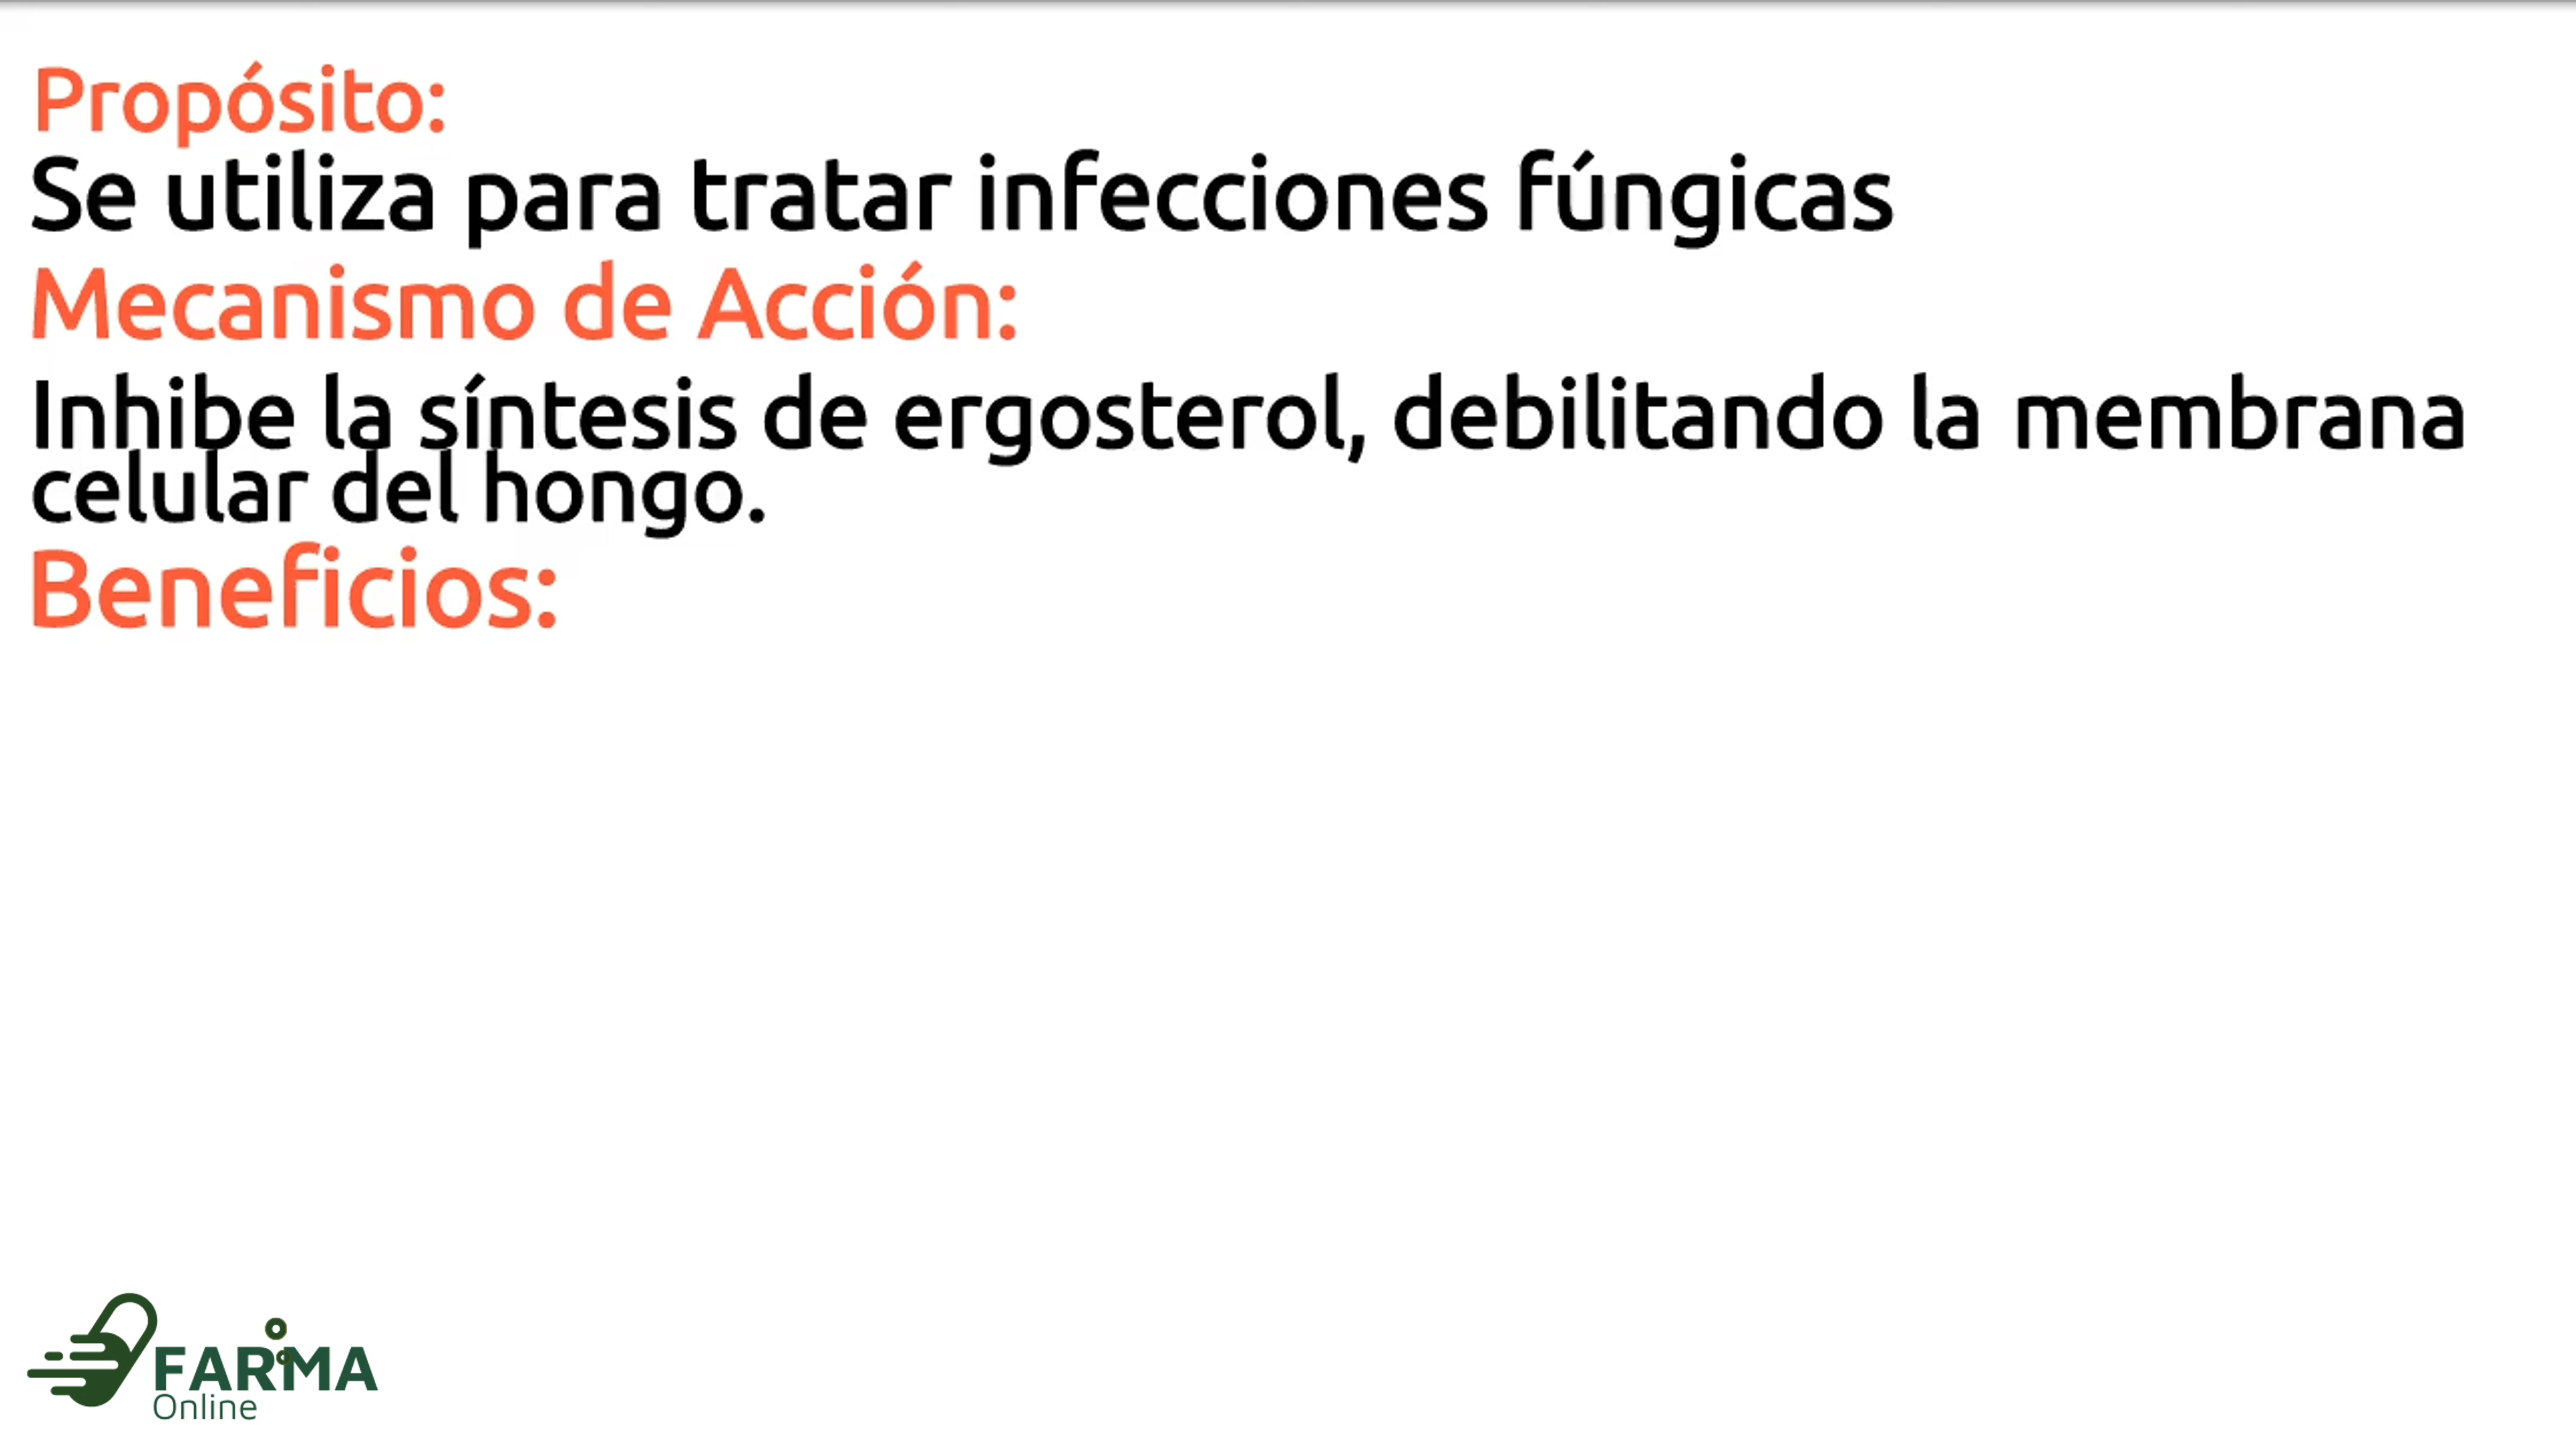 Propósito:
Se utiliza para tratar infecciones fúngicas
Mecanismo de Acción:
Inhibe la síntesis de ergosterol, debilitando la membrana
celular del hongo.
Beneficios:
FARMA
Online